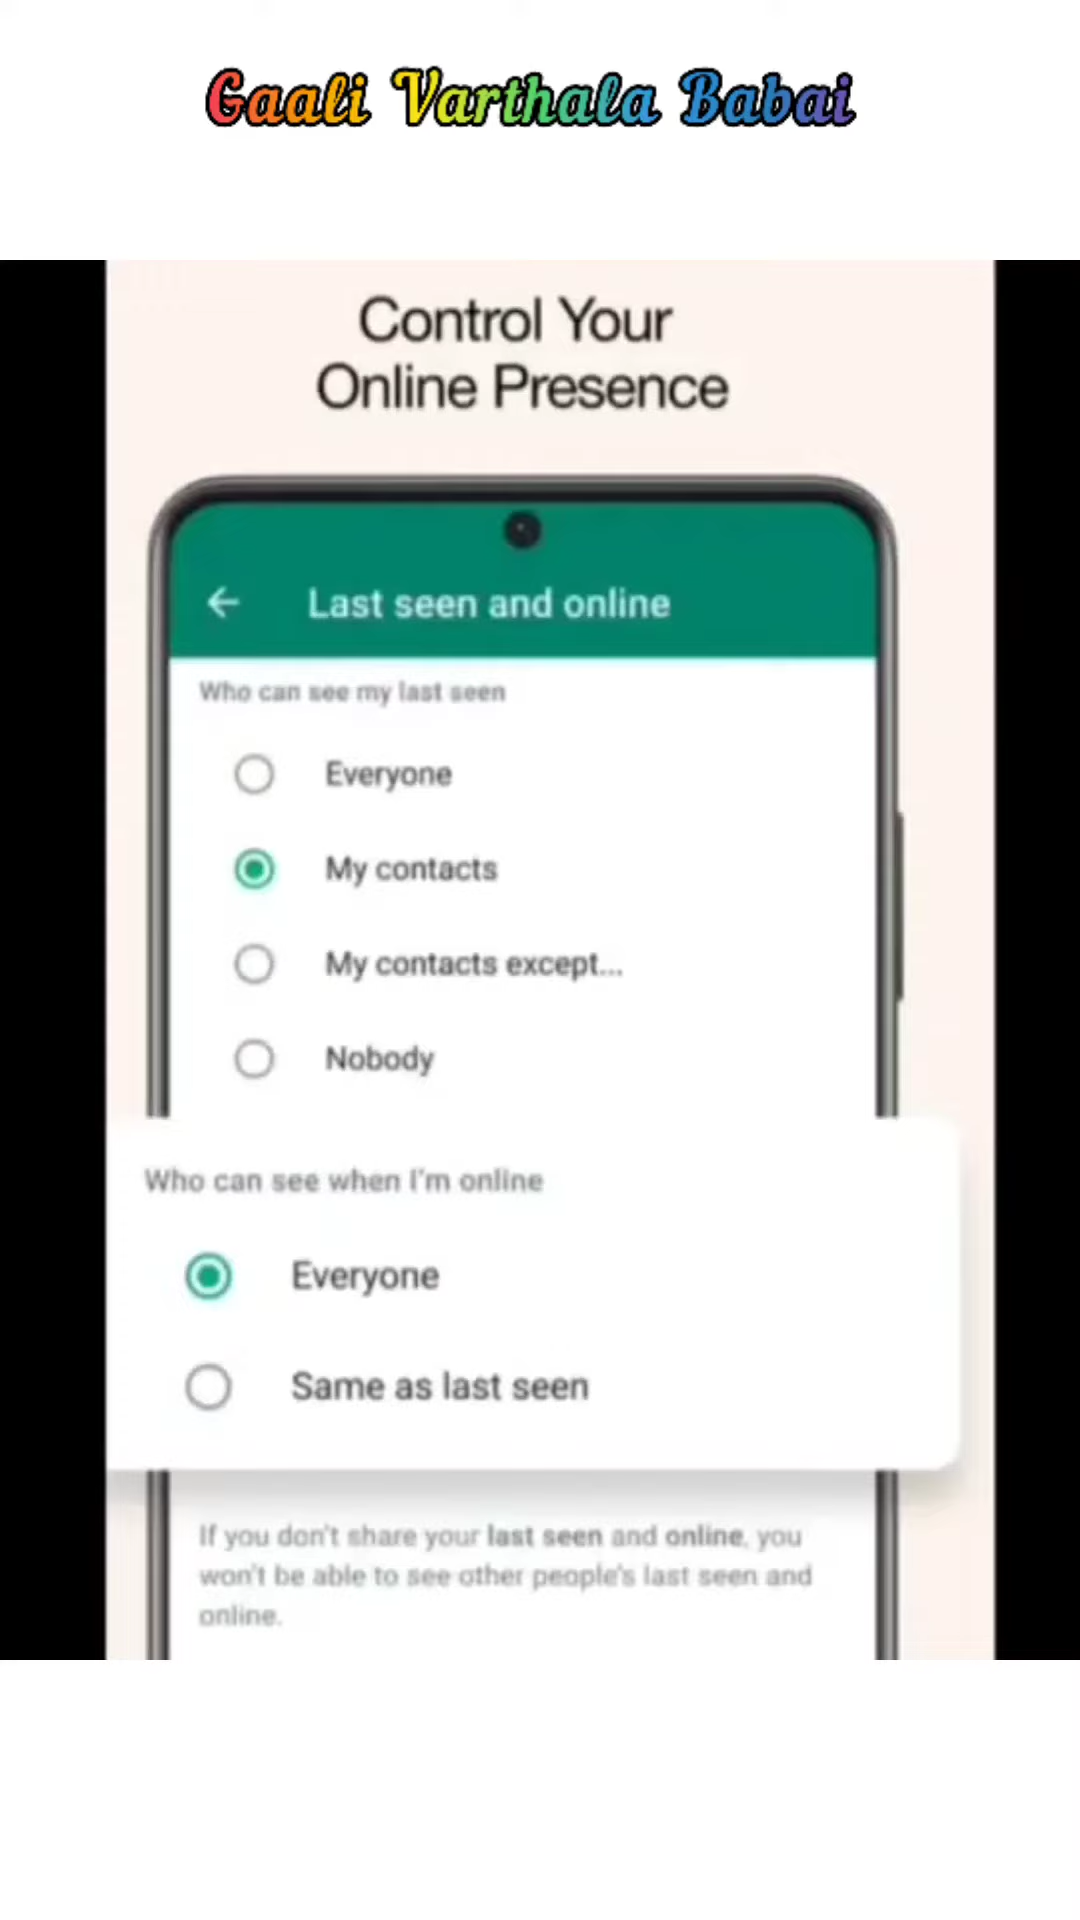 Gaali Varthala Babai
Control Your
Online Presence
Last seen and online
Who can see my last seen
Everyone
My contacts
My contacts except...
Nobody
Who can see when I'm online
Everyone
Same as last seen
If you don't share your last seen and online, you
won't be able to see other people's last seen and
online.